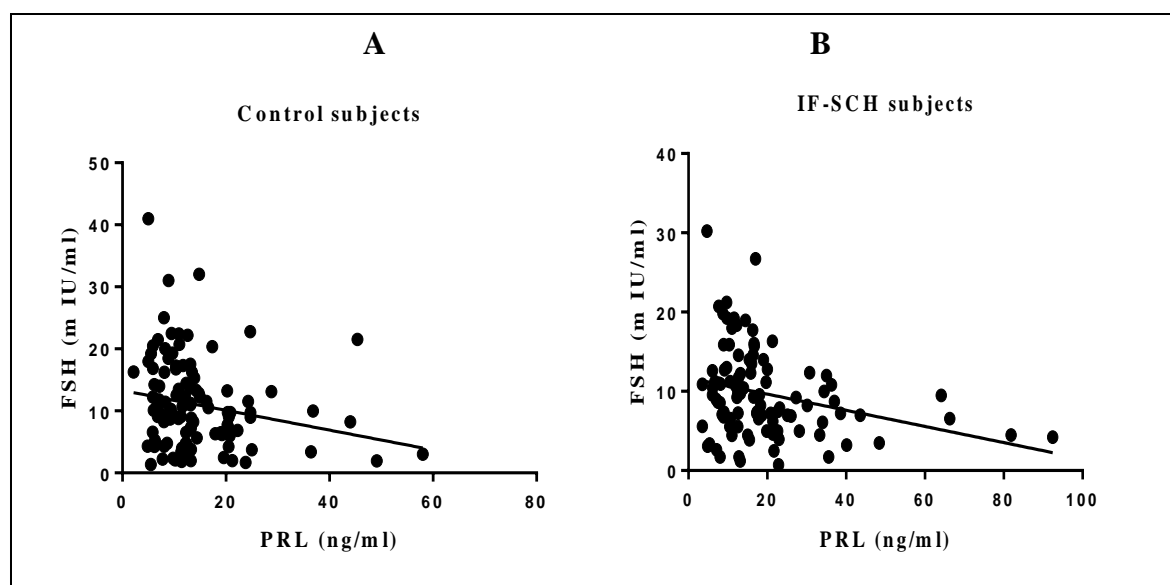 A
Control subjects
50
40
30
20
10
0
FSH (m IU/ml)
0 20 40 60 80
PRL (ng/ml)
B
IF-SCH subjects
40
30
20
10
0
FSH (m IU/ml)
0 20 40 60 80 100
PRL (ng/ml)